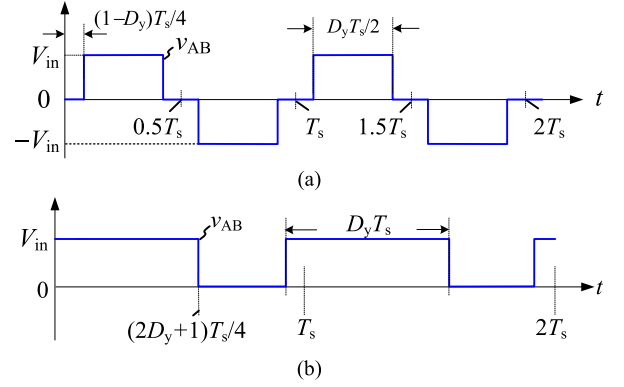 (1−Dy)Ts/4
DyTs/2
Vin
vAB
0
t
0.5Ts
Ts
1.5Ts
2Ts
−Vin
(a)
vAB
DyTs
Vin
0
t
(2Dy+1)Ts/4
Ts
2Ts
(b)